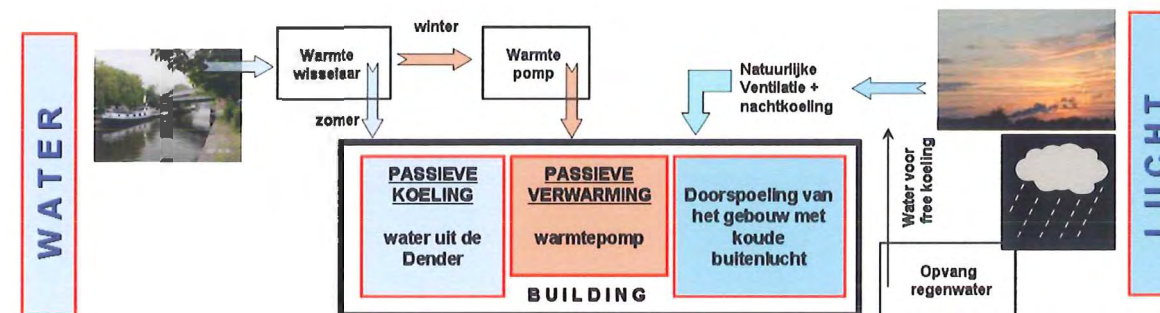 WATER
Warmte
wisselaar
winter
zomer
Warmte
pomp
Natuurlijke
Ventilatie +
nachtkoeling
PASSIEVE
KOELING
water uit de
Dender
PASSIEVE
VERWARMING
warmtepomp
Doorspoeling van
het gebouw met
koude
buitenlucht
BUILDING
Water voor
free koeling
Opvang
regenwater
LUCHT